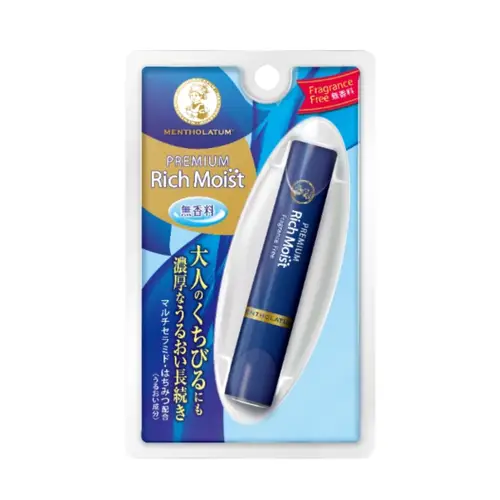 MENTHOLATUM®
PREMIUM
Rich Moist
無香料
Fragrance
Free 無香料
大人のくちびるにも
濃厚なうるおい長続き
マルチセラミド・はちみつ配合
(うるおい成分)
PREMIUM
Rich Moist
Fragrance Free
MENTHOLATUM